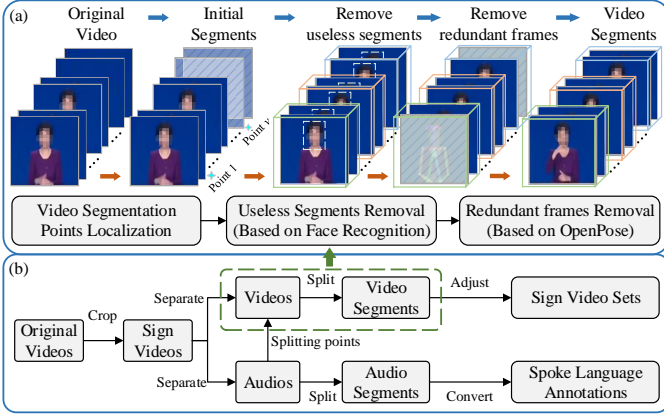 (a)
Original Video
Initial Segments
Remove useless segments
Remove redundant frames
Video Segments
Point 1
Point v
Video Segmentation Points Localization
Useless Segments Removal (Based on Face Recognition)
Redundant frames Removal (Based on OpenPose)
(b)
Original Videos
Crop
Sign Videos
Separate
Separate
Videos
Split
Video Segments
Adjust
Sign Video Sets
Splitting points
Audios
Split
Audio Segments
Convert
Spoke Language Annotations